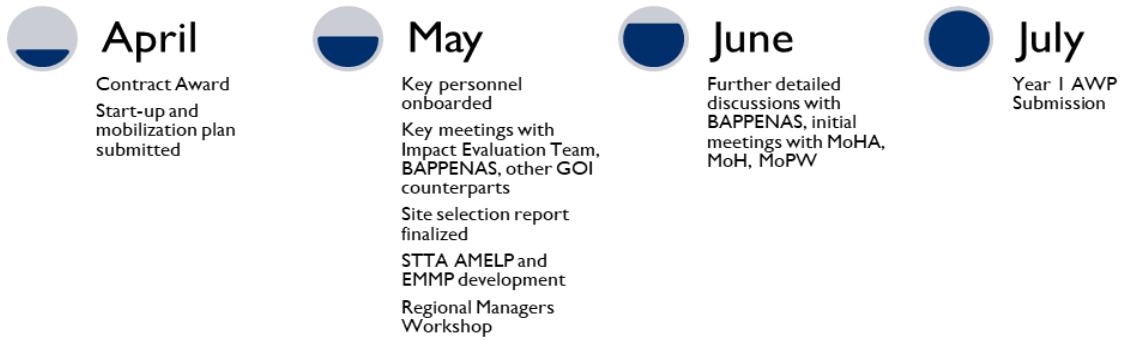 April
Contract Award
Start-up and
mobilization plan
submitted
May
Key personnel
onboarded
Key meetings with
Impact Evaluation Team,
BAPPENAS, other GOI
counterparts
Site selection report
finalized
STTA AMELP and
EMMP development
Regional Managers
Workshop
June
Further detailed
discussions with
BAPPENAS, initial
meetings with MoHA,
MoH, MoPW
July
Year 1 AWP
Submission